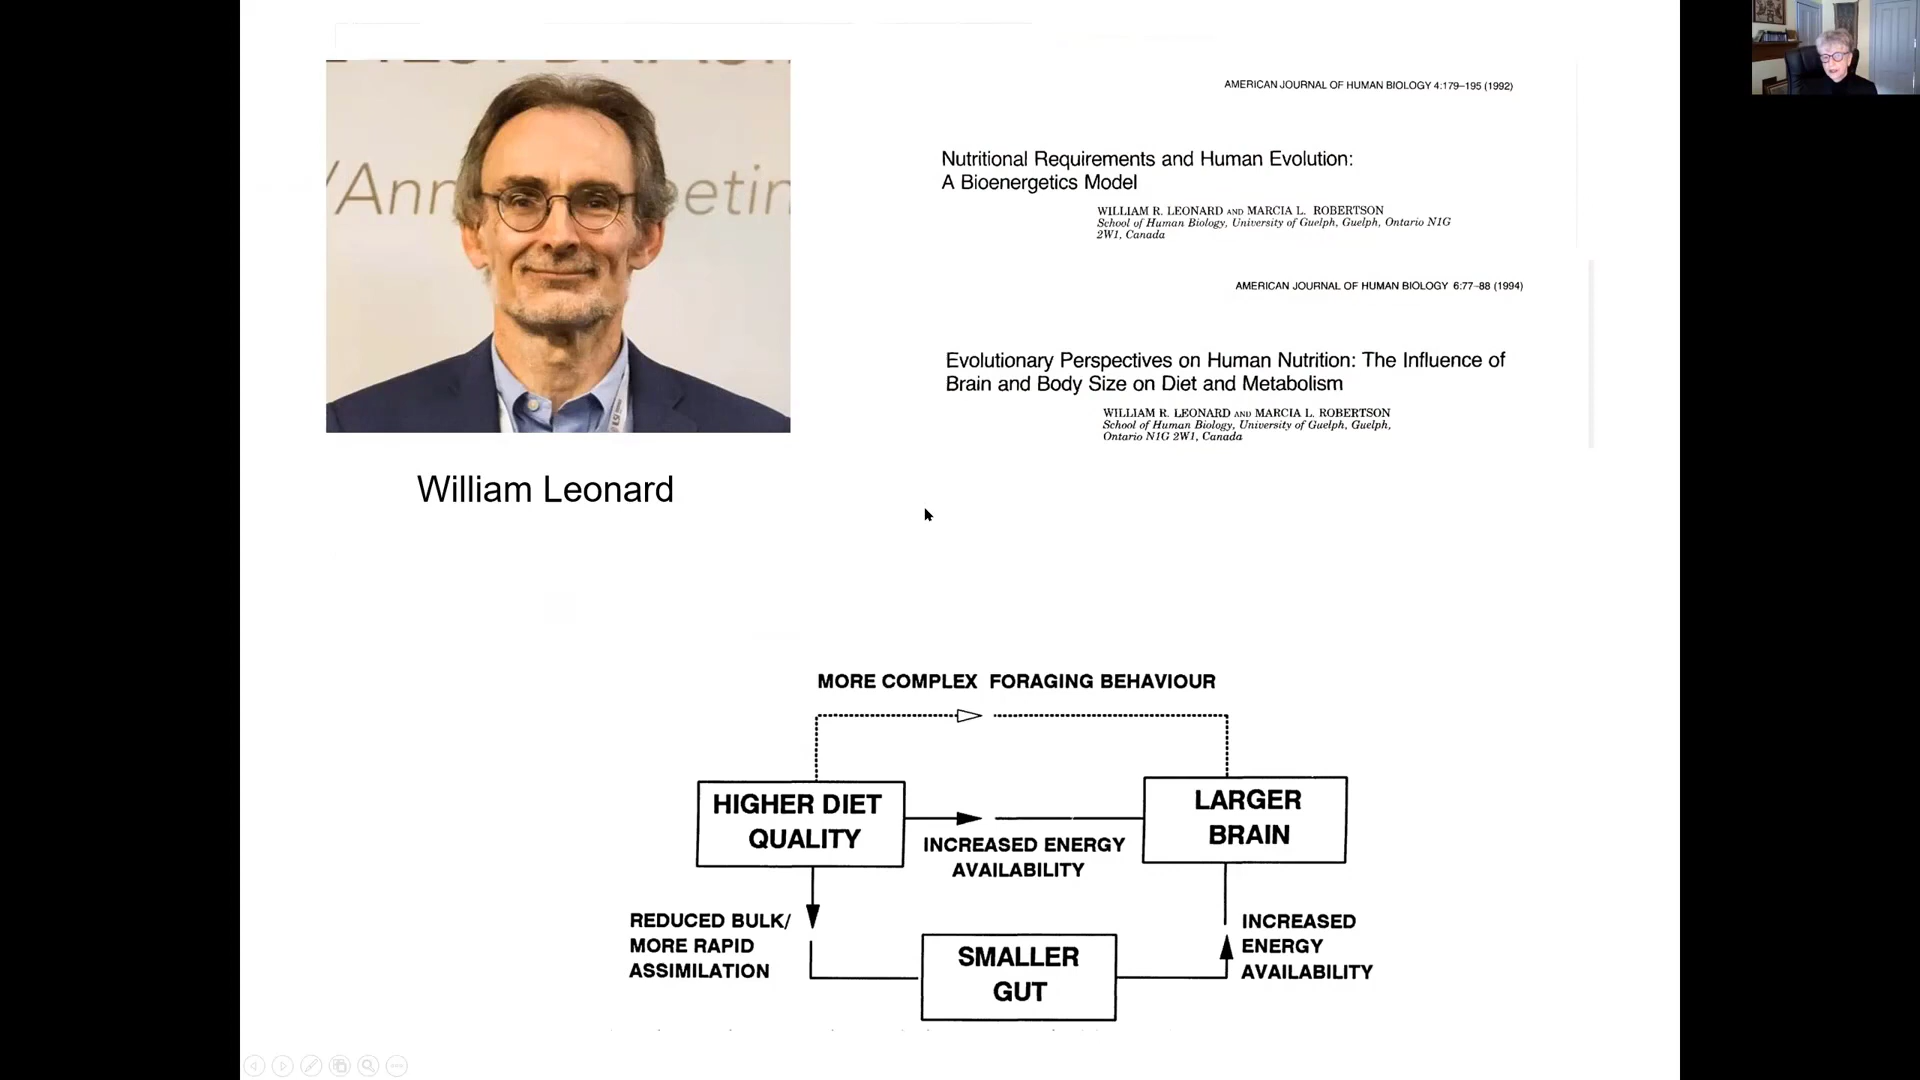 /Ann
eetin
William Leonard
AMERICAN JOURNAL OF HUMAN BIOLOGY 4:179–195 (1992)
Nutritional Requirements and Human Evolution:
A Bioenergetics Model
WILLIAM R. LEONARD AND MARCIA L. ROBERTSON
School of Human Biology, University of Guelph, Guelph, Ontario N1G
2W1, Canada
AMERICAN JOURNAL OF HUMAN BIOLOGY 6:77–88 (1994)
Evolutionary Perspectives on Human Nutrition: The Influence of
Brain and Body Size on Diet and Metabolism
WILLIAM R. LEONARD AND MARCIA L. ROBERTSON
School of Human Biology, University of Guelph, Guelph,
Ontario N1G 2W1, Canada
MORE COMPLEX FORAGING BEHAVIOUR
HIGHER DIET
QUALITY
INCREASED ENERGY
AVAILABILITY
LARGER
BRAIN
REDUCED BULK/
MORE RAPID
ASSIMILATION
SMALLER
GUT
INCREASED
ENERGY
AVAILABILITY